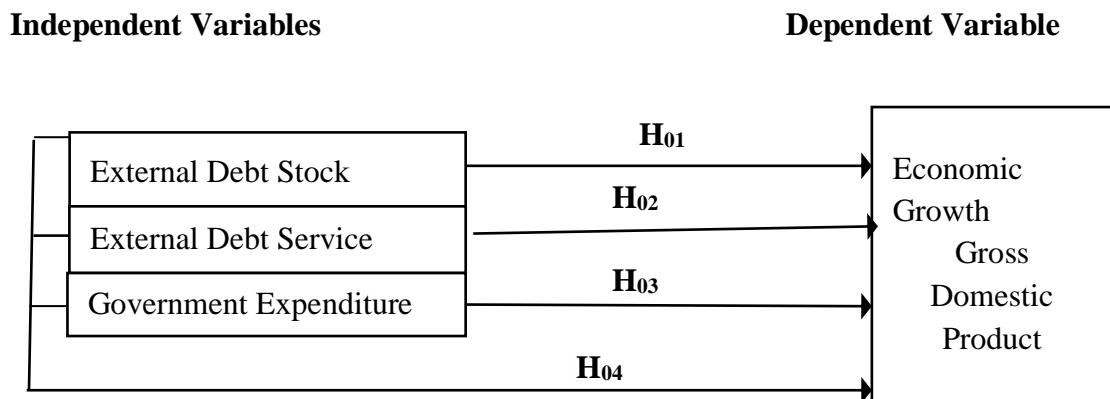 Independent Variables
Dependent Variable
External Debt Stock
External Debt Service
Government Expenditure
H01
H02
H03
H04
Economic
Growth
Gross
Domestic
Product